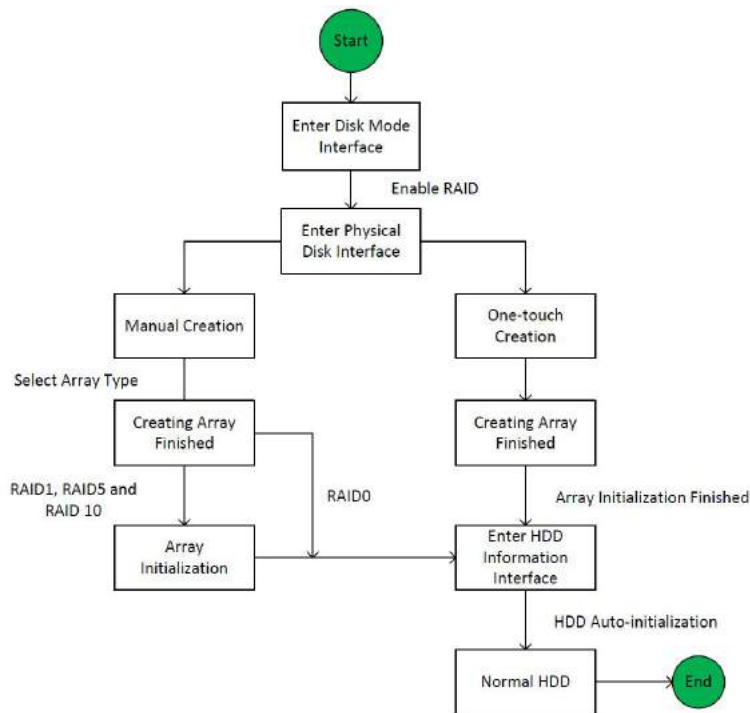 Start
Enter Disk Mode
Interface
Enable RAID
Enter Physical
Disk Interface
Manual Creation
One-touch
Creation
Select Array Type
Creating Array
Finished
Creating Array
Finished
RAID1, RAID5 and
RAID 10
RAID0
Array Initialization Finished
Array
Initialization
Enter HDD
Information
Interface
HDD Auto-initialization
Normal HDD
End